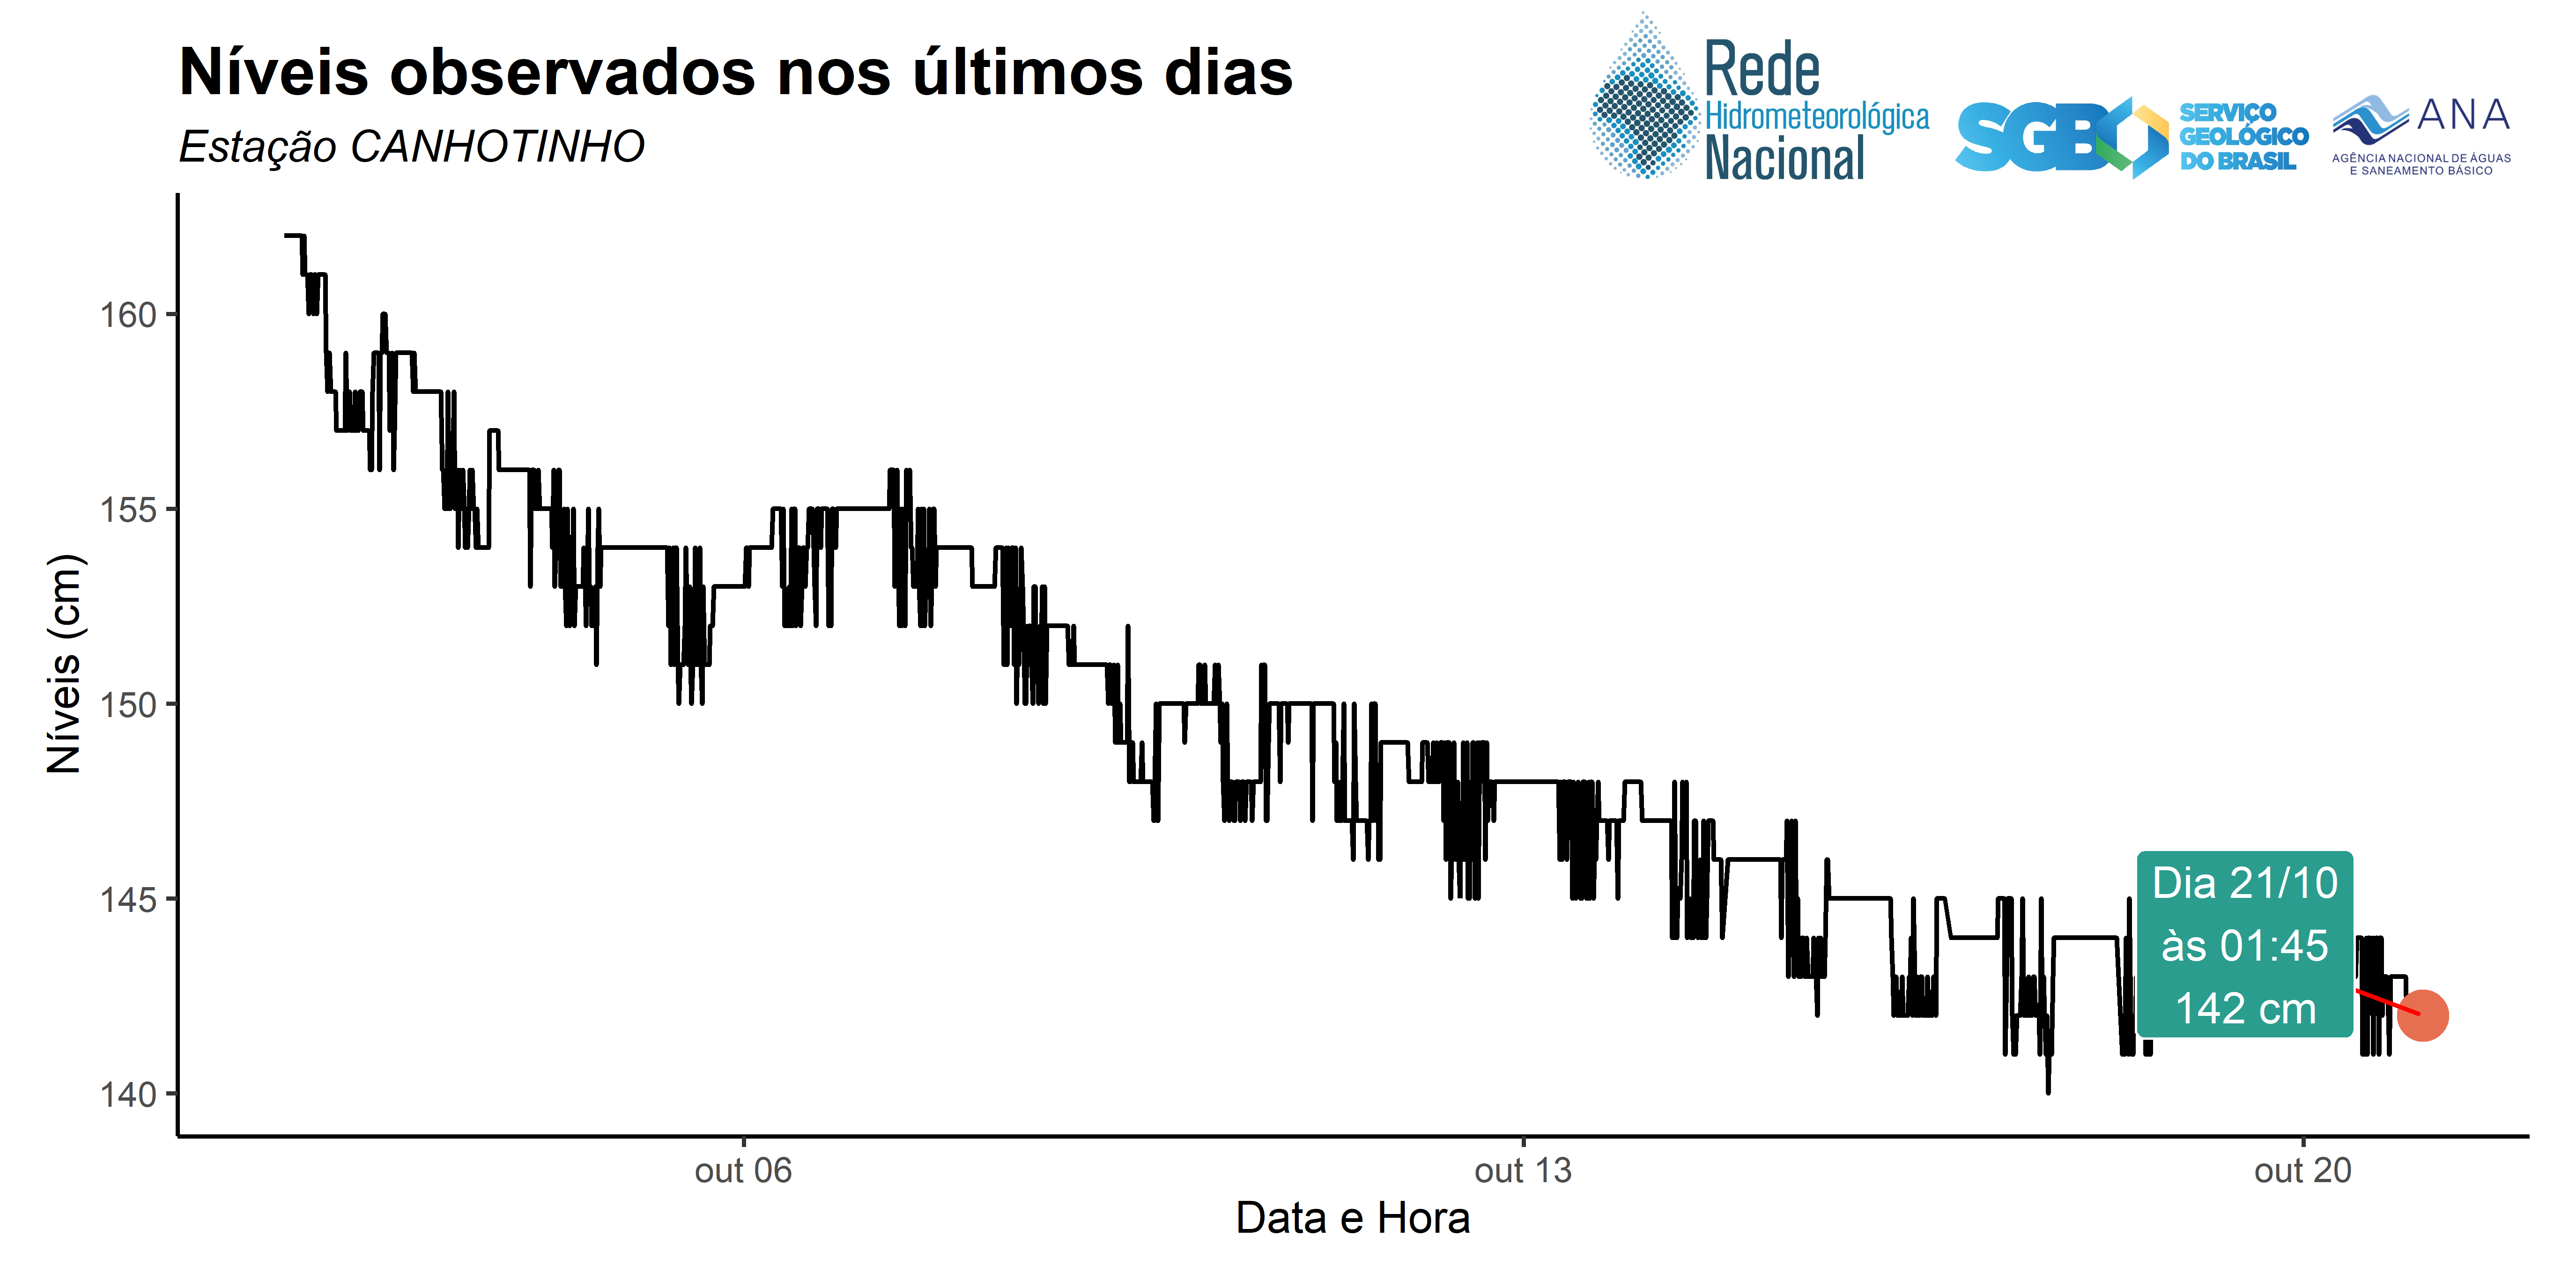 Níveis observados nos últimos dias
Estação CANHOTINHO
Rede
Hidrometeorológica
Nacional
SGB
SERVIÇO
GEOLÓGICO
DO BRASIL
ANA
AGÊNCIA NACIONAL DE ÁGUAS
E SANEAMENTO BÁSICO
Níveis (cm)
160
155
150
145
140
Dia 21/10
às 01:45
142 cm
out 06
out 13
out 20
Data e Hora